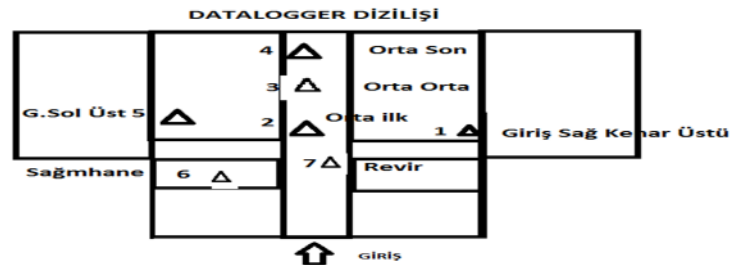 DATALOGGER DİZİLİŞİ
4 Orta Son
3 Orta Orta
G.Sol Üst 5
2 Orta ilk
1 Giriş Sağ Kenar Üstü
Sağmhane 6
7 Revir
GİRİŞ